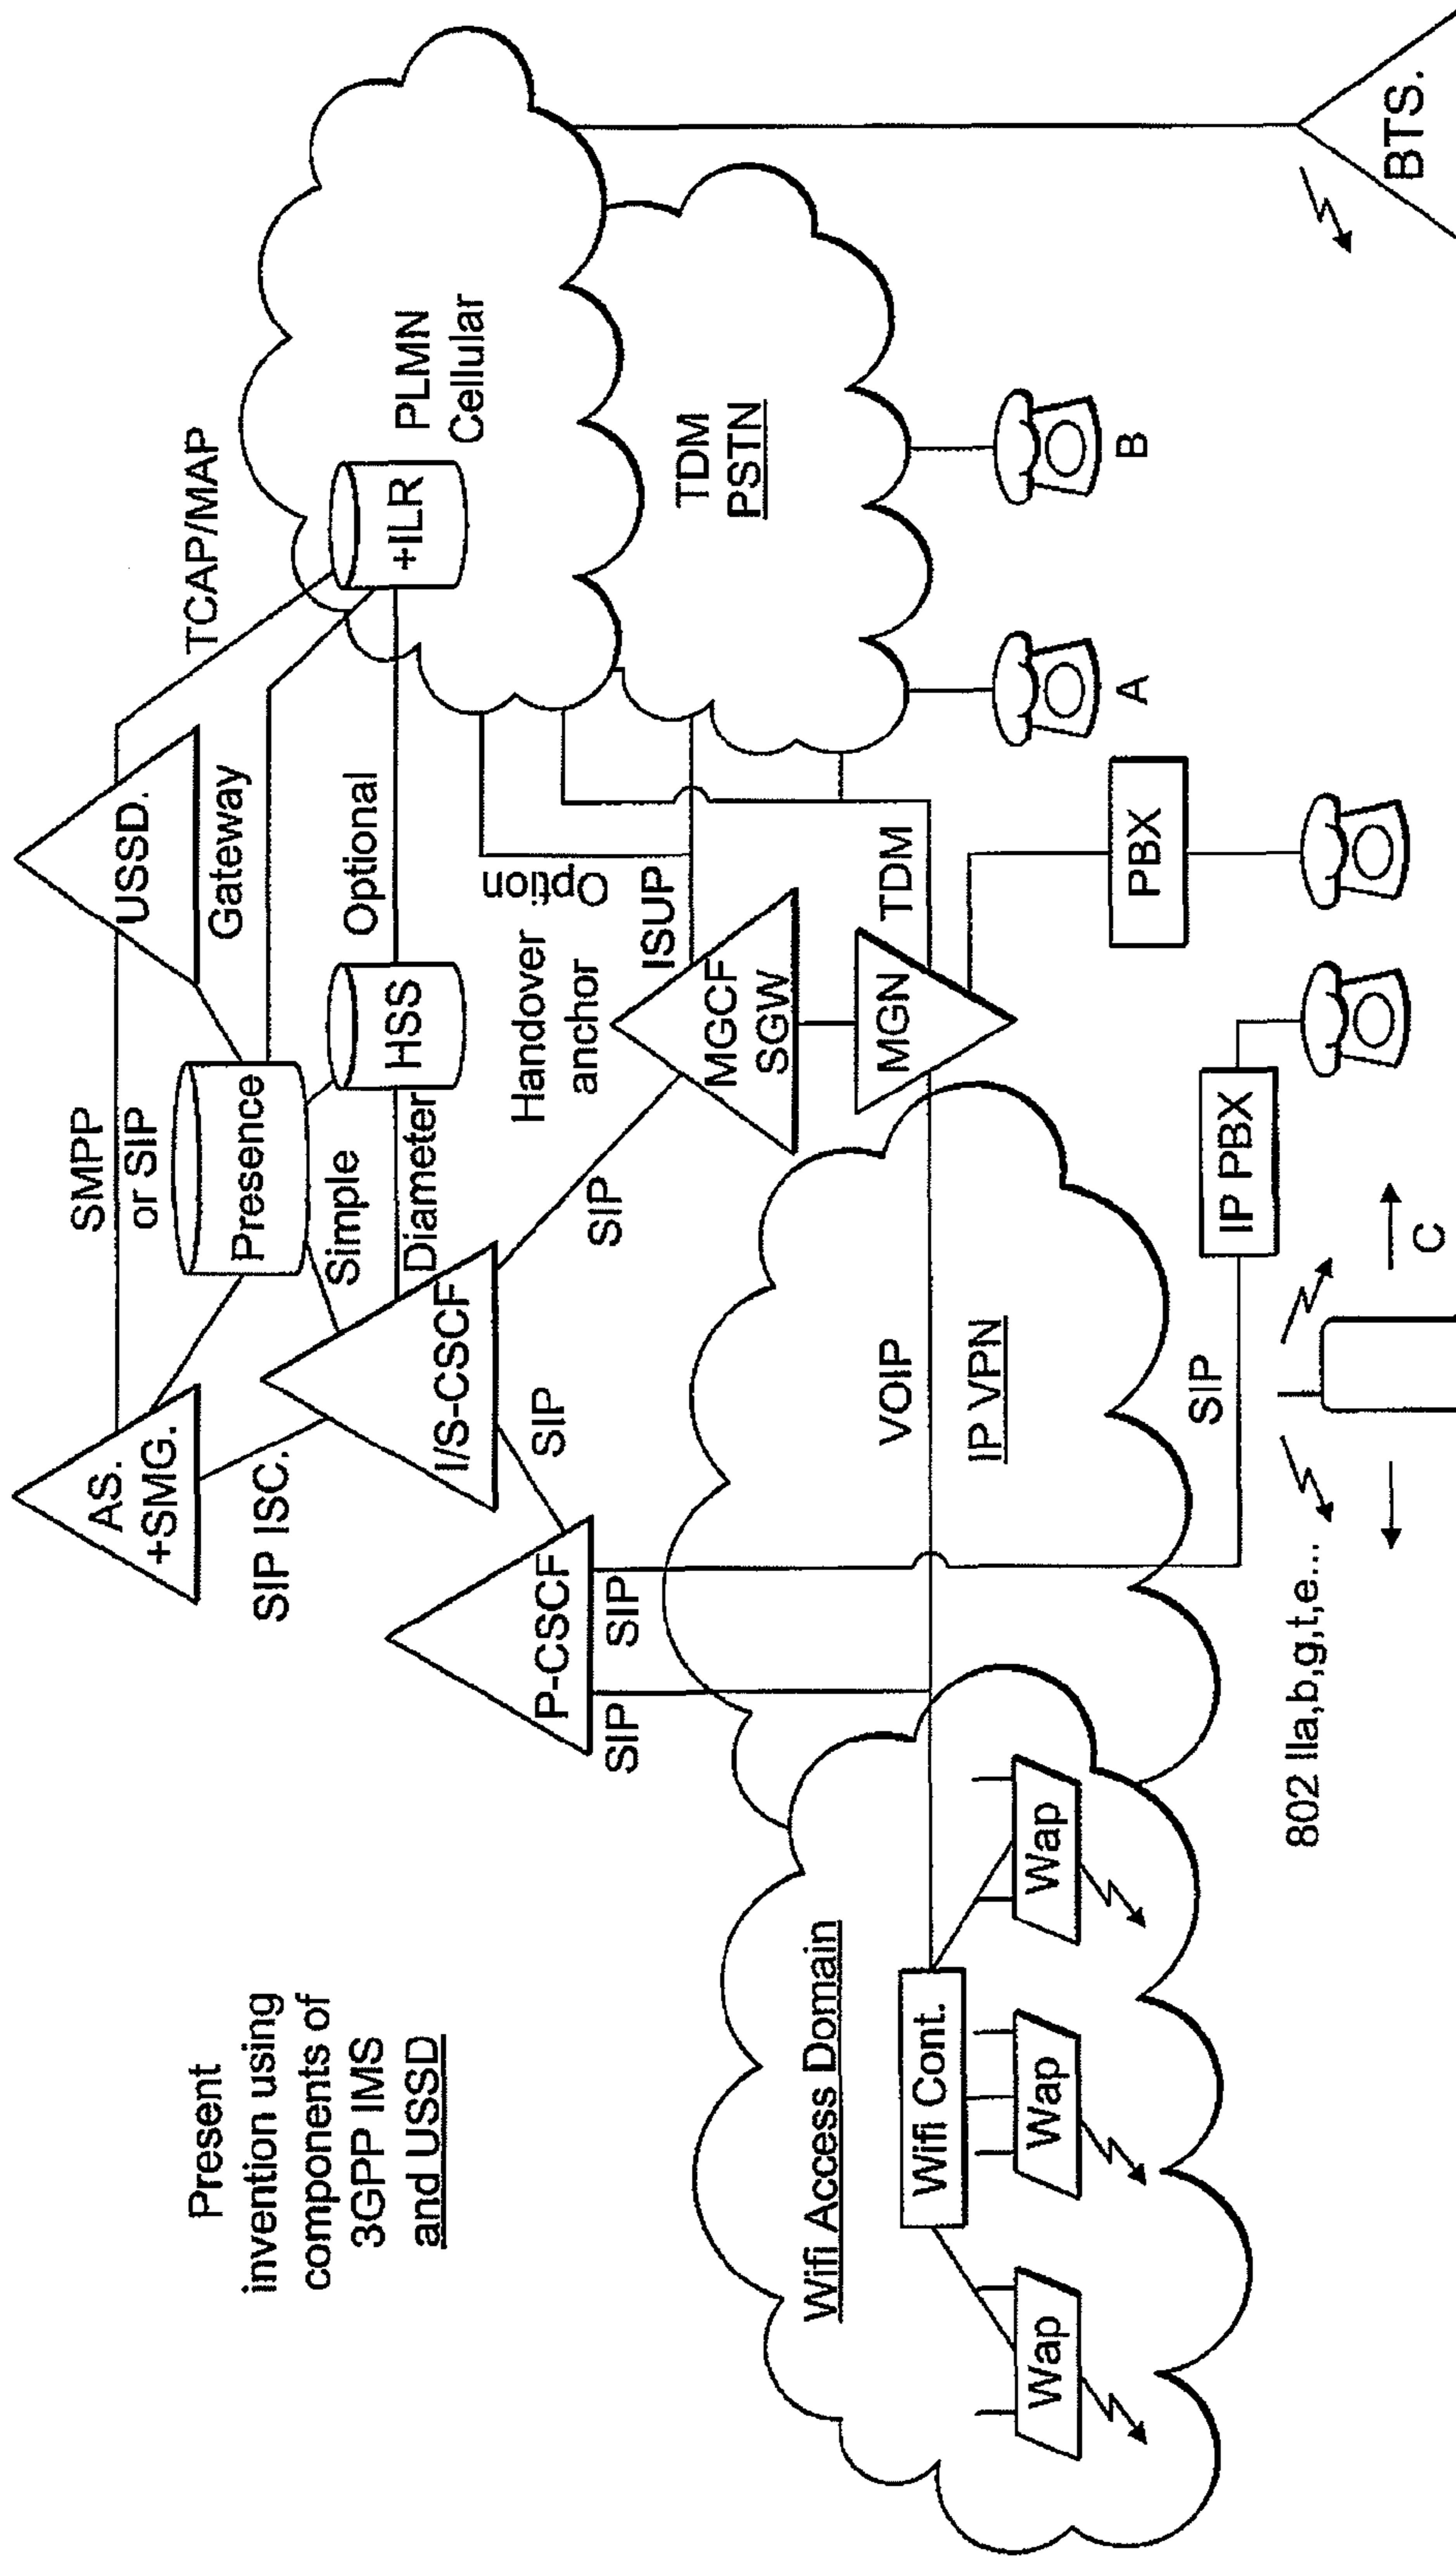 Present
invention using
components of
3GPP IMS
and USSD
AS.
+SMG.
SMPP
or SIP
USSD.
Gateway
TCAP/MAP
Presence
SIP ISC.
Simple
Optional
I/S-CSCF
Diameter
HSS
+ILR
PLMN
Cellular
P-CSCF
SIP
SIP
SIP
SIP
Handover
anchor
Option
ISUP
MGCF
SGW
TDM
PSTN
Wifi Access Domain
VOIP
MGN
TDM
Wifi Cont.
IP VPN
Wap
Wap
Wap
PBX
A
B
SIP
IP PBX
802 IIa,b,g,t,e...
C
BTS.